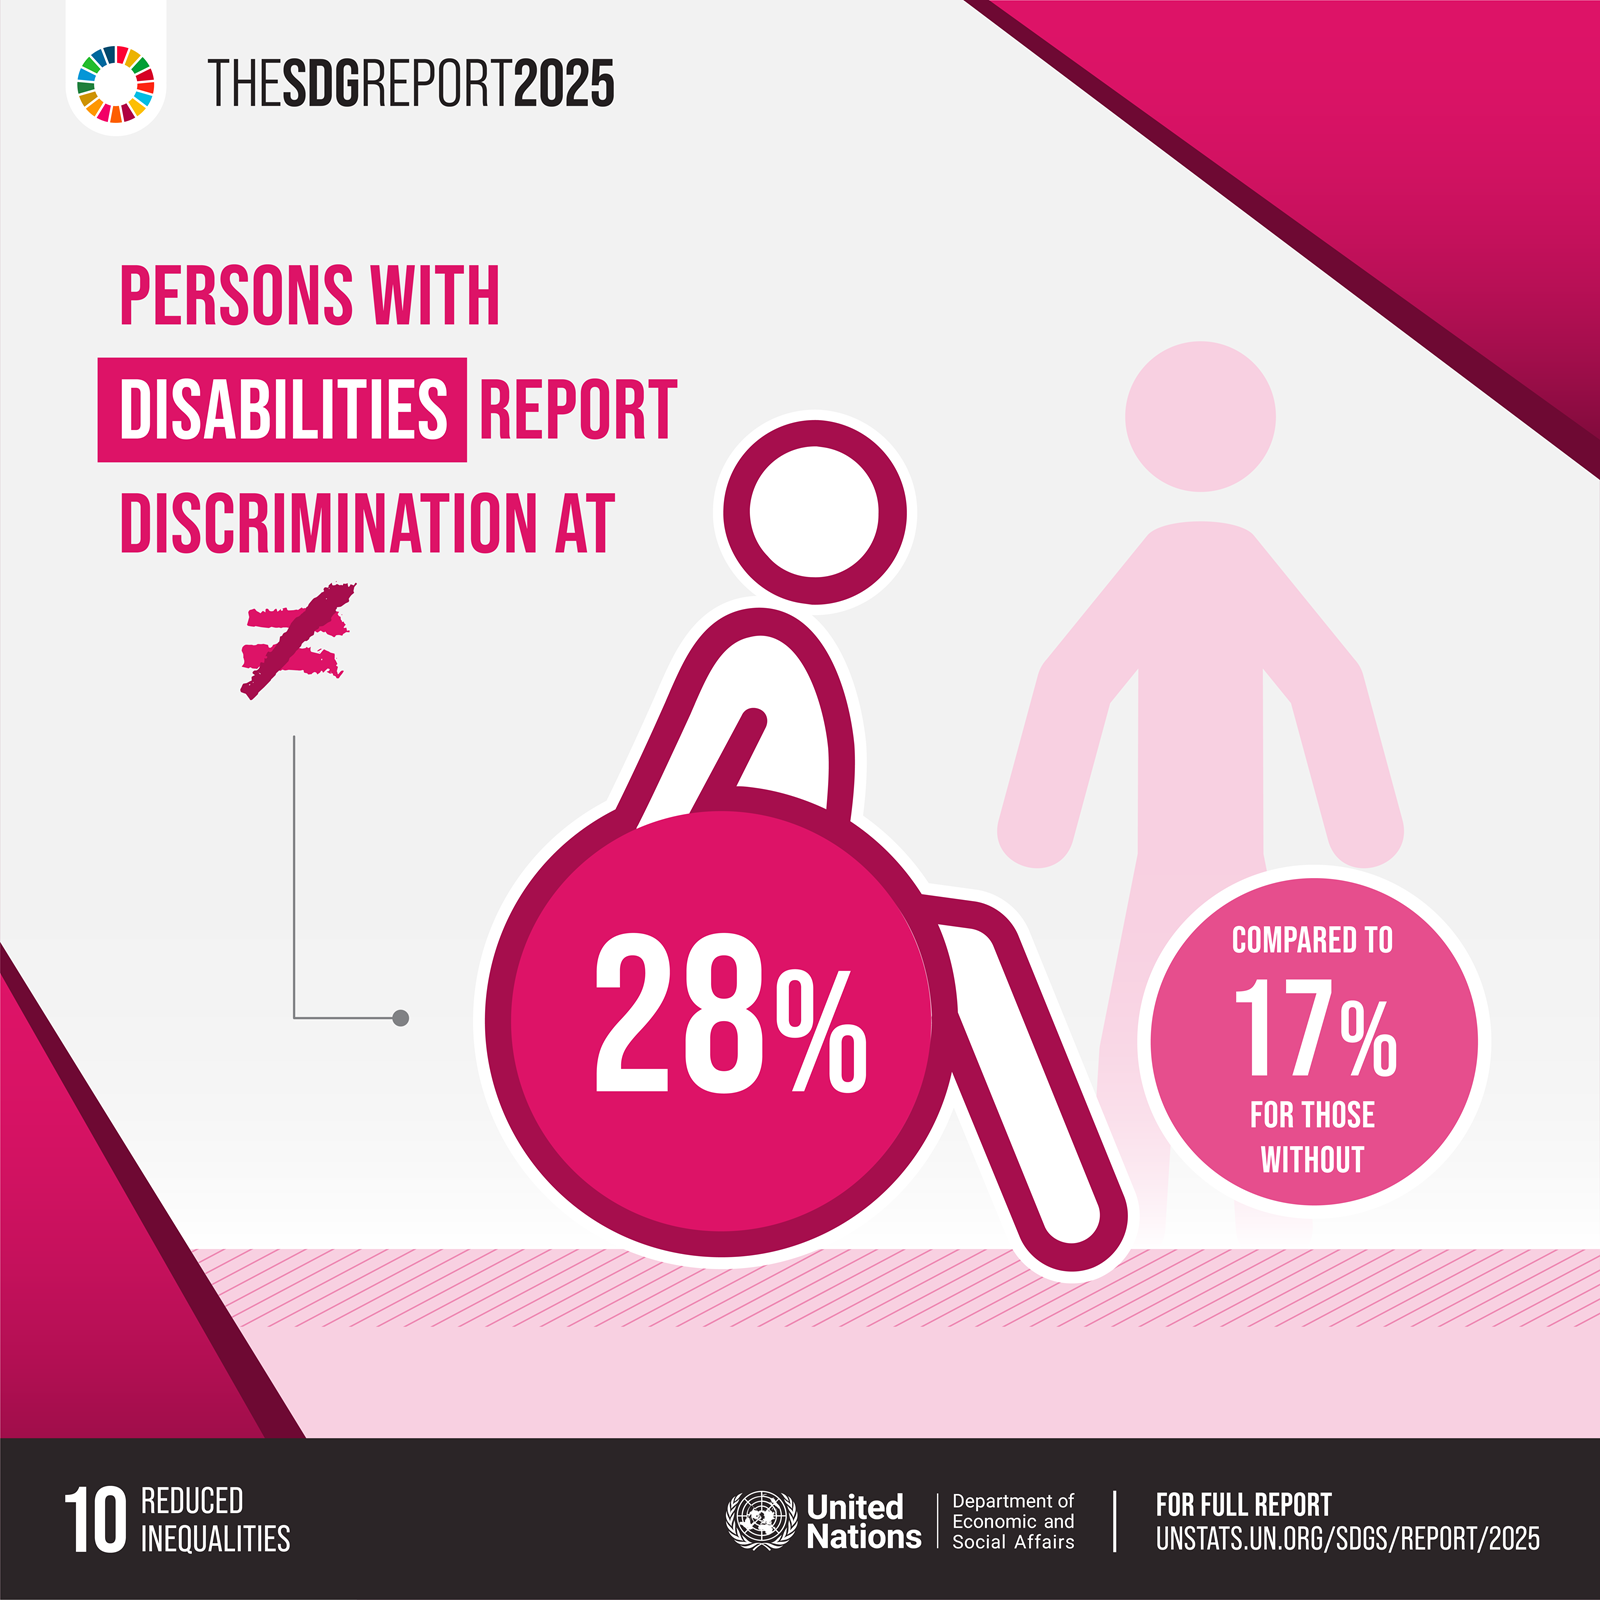 THESDGREPORT2025
PERSONS WITH
DISABILITIES REPORT
DISCRIMINATION AT
≠
28%
COMPARED TO
17%
FOR THOSE
WITHOUT
10 REDUCED
INEQUALITIES
United
Nations
Department of
Economic and
Social Affairs
FOR FULL REPORT
UNSTATS.UN.ORG/SDGS/REPORT/2025